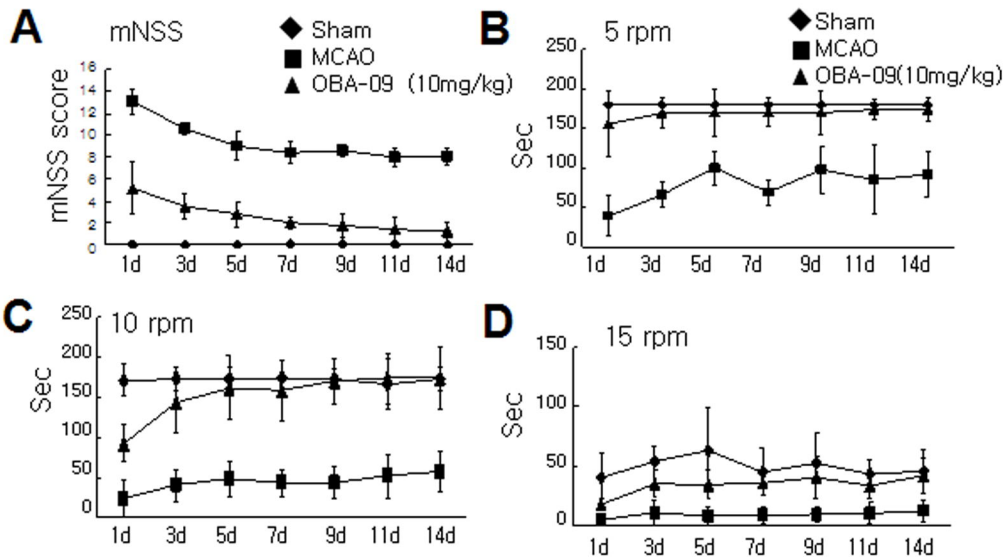 A
mNSS
Sham
MCAO
OBA-09 (10mg/kg)
mNSS score
16
14
12
10
8
6
4
2
0
1d 3d 5d 7d 9d 11d 14d
B
5 rpm
Sham
MCAO
OBA-09(10mg/kg)
Sec
250
200
150
100
50
0
1d 3d 5d 7d 9d 11d 14d
C
10 rpm
Sec
250
200
150
100
50
0
1d 3d 5d 7d 9d 11d 14d
D
15 rpm
Sec
150
100
50
0
1d 3d 5d 7d 9d 11d 14d